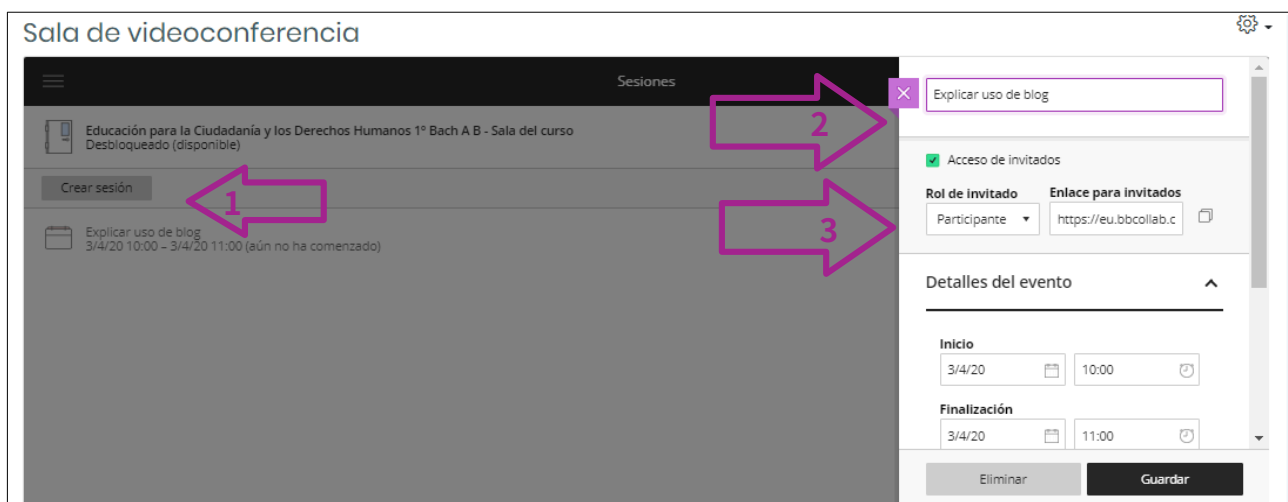 Sala de videoconferencia
Sesiones
Educación para la Ciudadanía y los Derechos Humanos 1º Bach A B - Sala del curso
Desbloqueado (disponible)
Crear sesión
1
Explicar uso de blog
3/4/20 10:00 – 3/4/20 11:00 (aún no ha comenzado)
2
3
Explicar uso de blog
Acceso de invitados
Rol de invitado Enlace para invitados
Participante https://eu.bbcollab.c
Detalles del evento
Inicio
3/4/20 10:00
Finalización
3/4/20 11:00
Eliminar Guardar